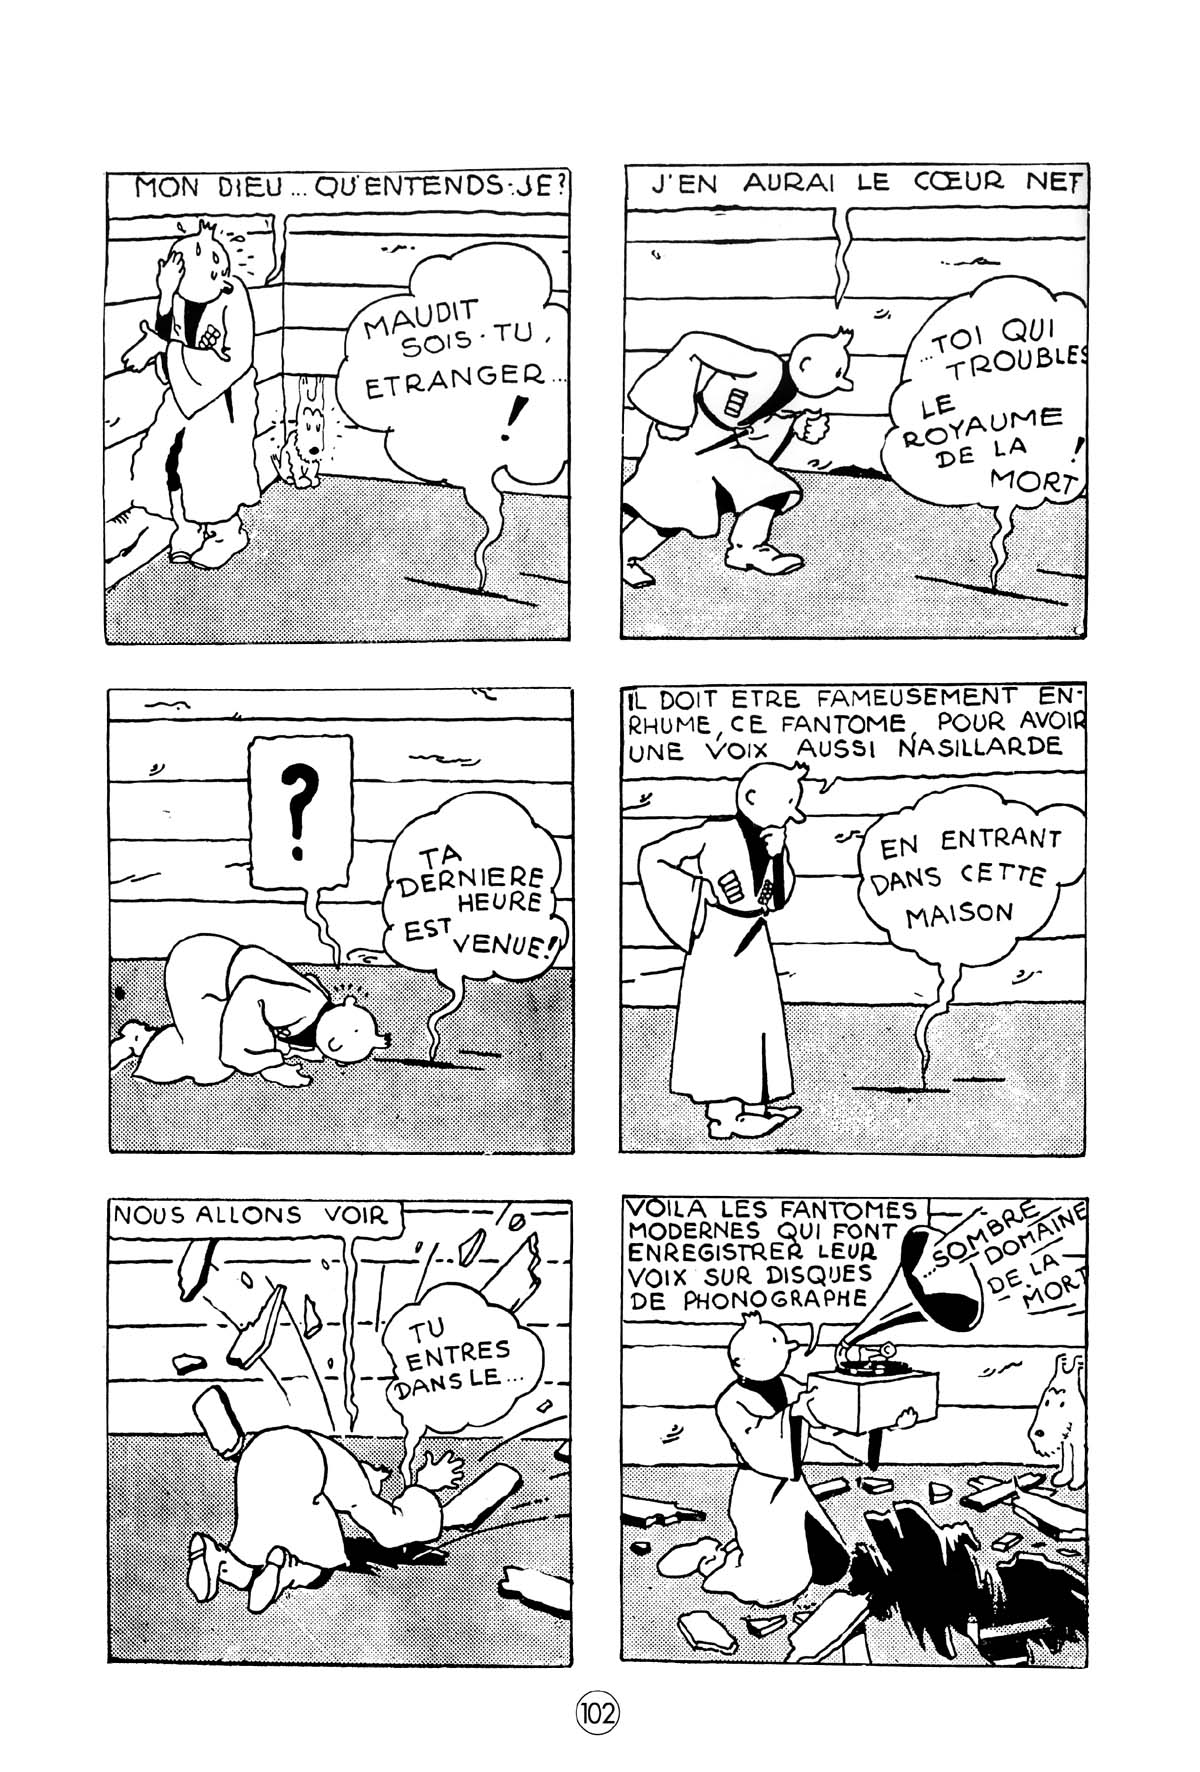 MON DIEU... QU'ENTENDS-JE?
MAUDIT
SOIS-TU,
ETRANGER...
!
J'EN AURAI LE CŒUR NET
...TOI QUI
TROUBLES
LE
ROYAUME
DE LA
MORT!
?
TA
DERNIERE
HEURE
EST
VENUE!
IL DOIT ETRE FAMEUSEMENT EN-
RHUME, CE FANTOME, POUR AVOIR
UNE VOIX AUSSI NASILLARDE
EN ENTRANT
DANS CETTE
MAISON
NOUS ALLONS VOIR
TU
ENTRES
DANS LE...
VOILA LES FANTOMES
MODERNES QUI FONT
ENREGISTRER LEUR
VOIX SUR DISQUES
DE PHONOGRAPHE
...SOMBRE
DOMAINE
DE LA
MORT
102